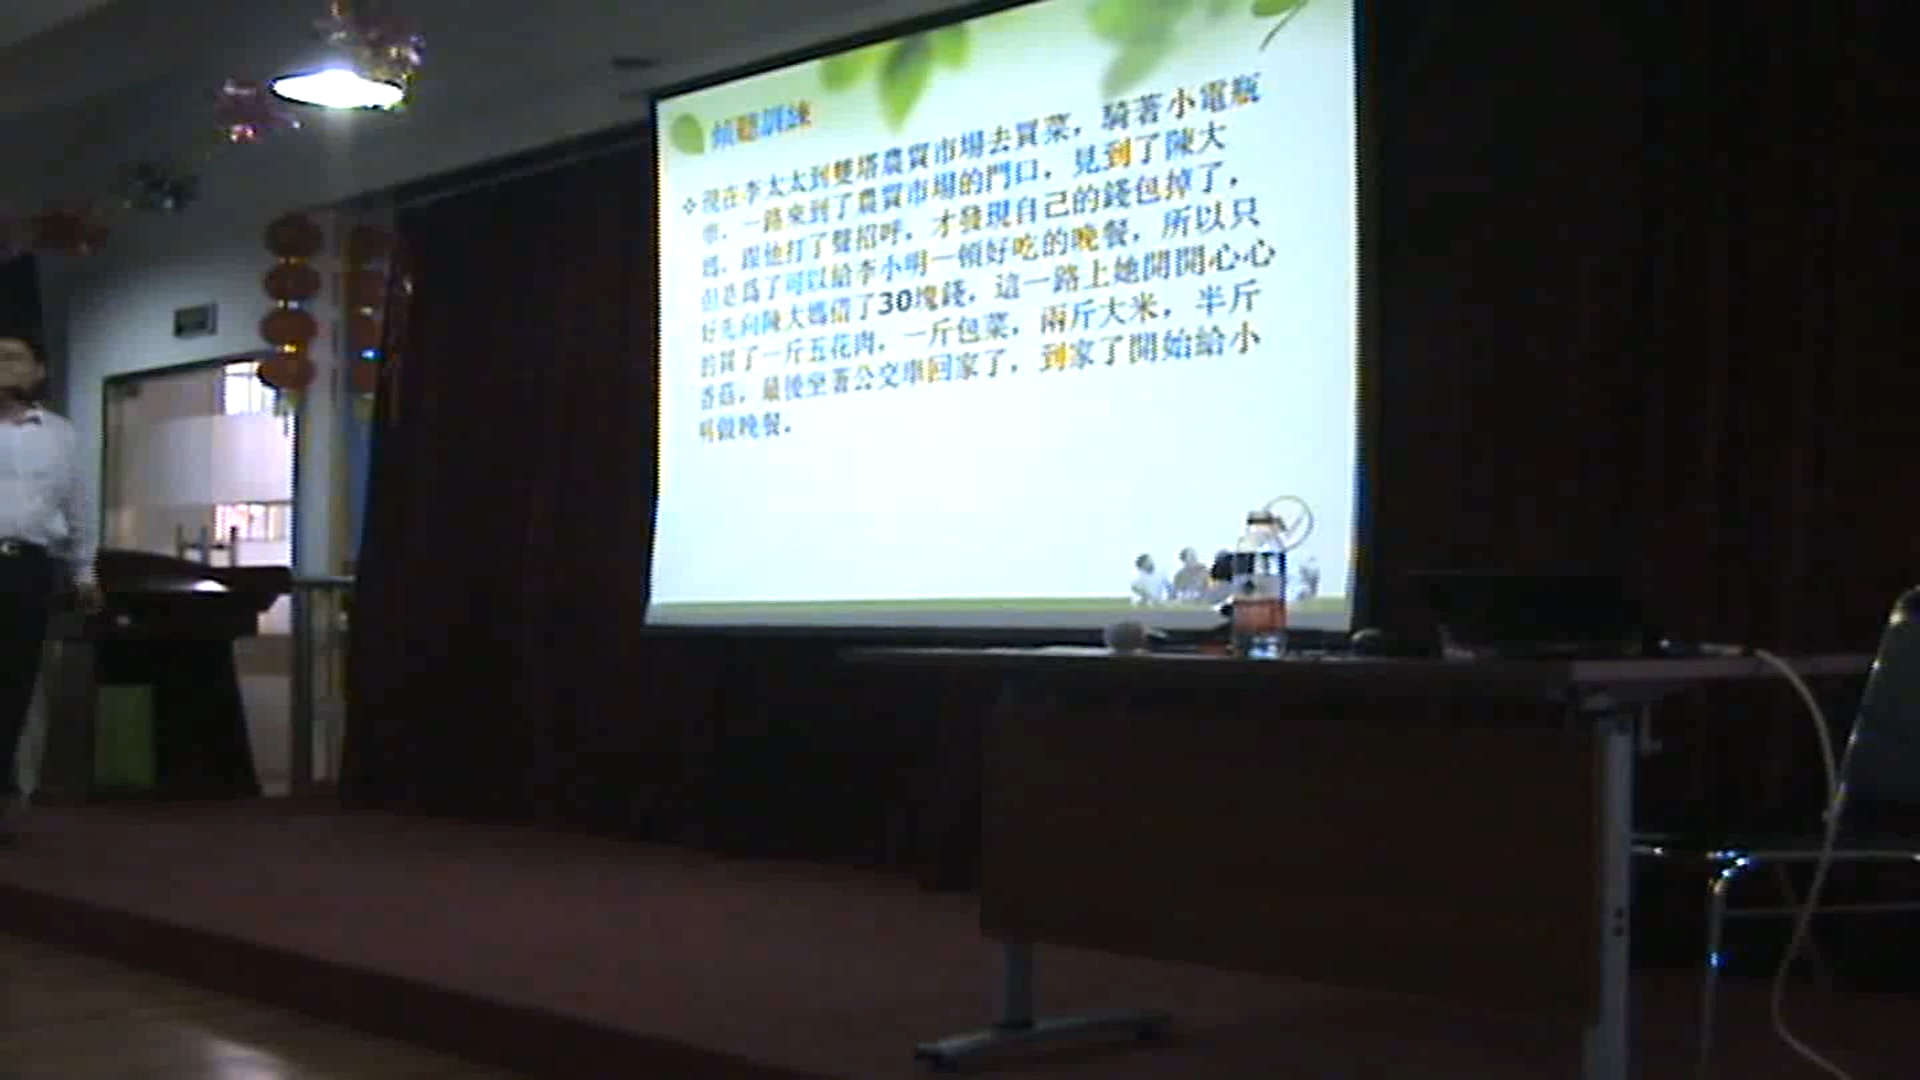 傾聽訓練
現在李太太到雙塔農貿市場去買菜，騎著小電瓶
車，一路來到了農貿市場的門口，見到了陳大
媽，跟他打了聲招呼，才發現自己的錢包掉了，
但是爲了可以給李小明一頓好吃的晚餐，所以只
好先向陳大媽借了30塊錢，這一路上她開開心心
的買了一斤五花肉，一斤包菜，兩斤大米，半斤
香菇，最後坐著公交車回家了，到家了開始給小
明做晚餐。